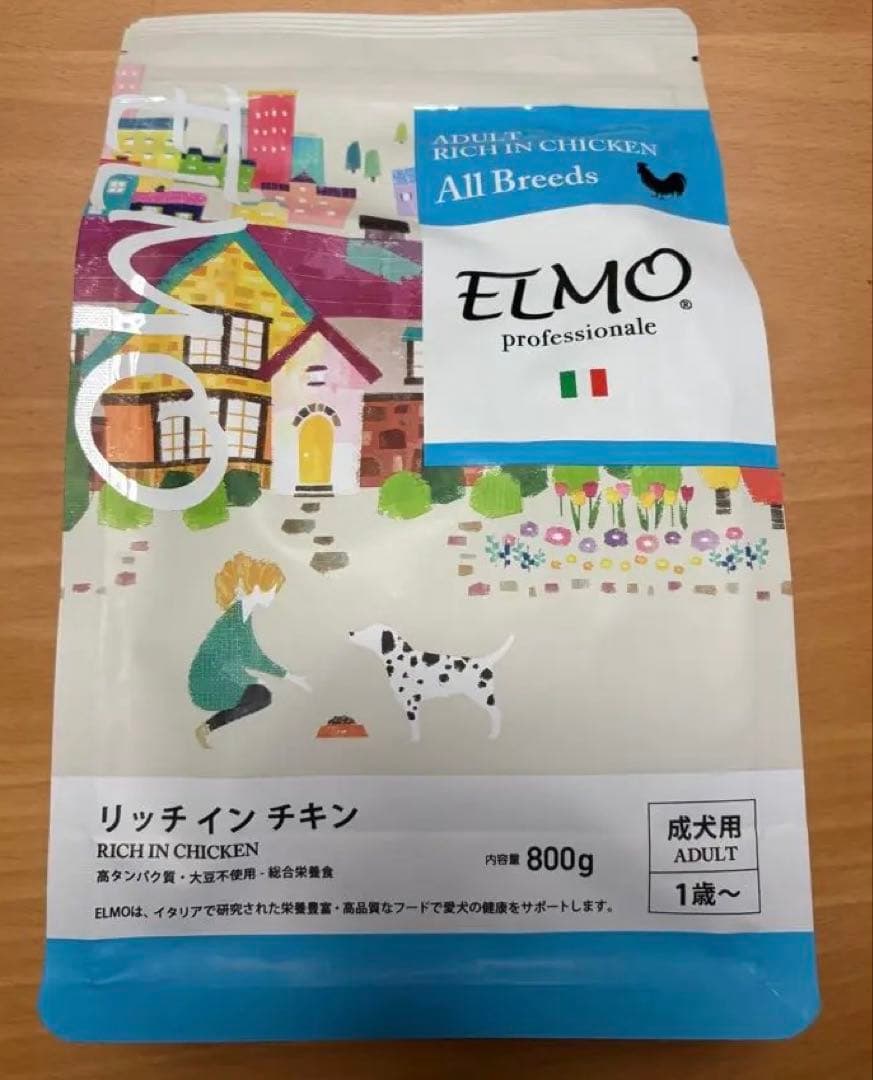 ELMO
ADULT
RICH IN CHICKEN
All Breeds
ELMO®
professionale
リッチ イン チキン
RICH IN CHICKEN
高タンパク質・大豆不使用 - 総合栄養食
内容量 800g
ELMOは、イタリアで研究された栄養豊富・高品質なフードで愛犬の健康をサポートします。
成犬用
ADULT
1歳〜